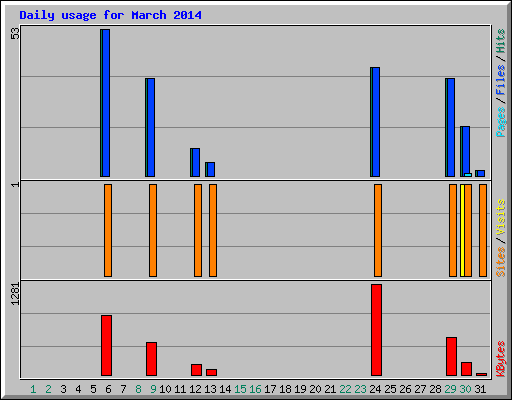 Daily usage for March 2014
53
Pages / Files / Hits
1
Sites / Visits
1281
KBytes
1 2 3 4 5 6 7 8 9 10 11 12 13 14 15 16 17 18 19 20 21 22 23 24 25 26 27 28 29 30 31